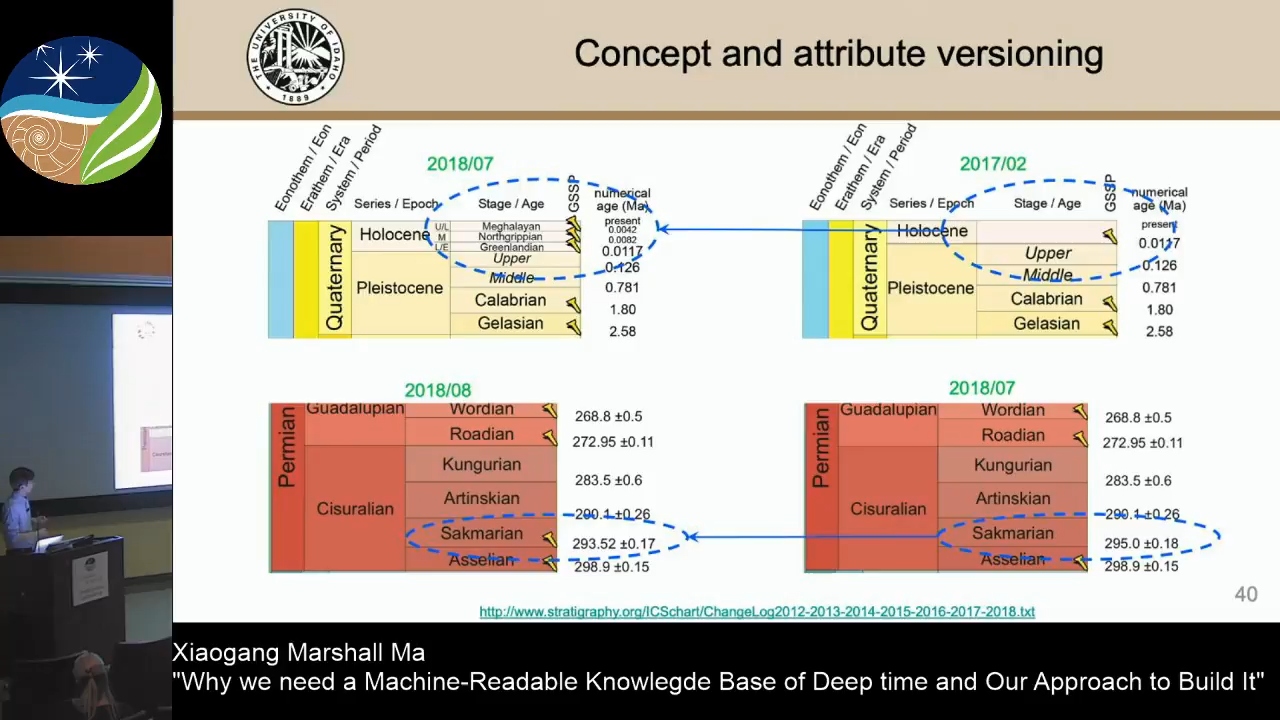 THE UNIVERSITY OF IDAHO
1889
Concept and attribute versioning
2018/07
Eonothem / Eon
Erathem / Era
System / Period
Series / Epoch
Stage / Age
GSSP
numerical
age (Ma)
Quaternary
Holocene
U/L
M
L/E
Meghalayan
Northgrippian
Greenlandian
Upper
Middle
Pleistocene
Calabrian
Gelasian
present
0.0042
0.0082
0.0117
0.126
0.781
1.80
2.58
2017/02
Eonothem / Eon
Erathem / Era
System / Period
Series / Epoch
Stage / Age
GSSP
numerical
age (Ma)
Quaternary
Holocene
Upper
Middle
Pleistocene
Calabrian
Gelasian
present
0.0117
0.126
0.781
1.80
2.58
2018/08
Permian
Guadalupian
Wordian
Roadian
Cisuralian
Kungurian
Artinskian
Sakmarian
Asselian
268.8 ±0.5
272.95 ±0.11
283.5 ±0.6
290.1 ±0.26
293.52 ±0.17
298.9 ±0.15
2018/07
Permian
Guadalupian
Wordian
Roadian
Cisuralian
Kungurian
Artinskian
Sakmarian
Asselian
268.8 ±0.5
272.95 ±0.11
283.5 ±0.6
290.1 ±0.26
295.0 ±0.18
298.9 ±0.15
40
http://www.stratigraphy.org/ICSchart/ChangeLog2012-2013-2014-2015-2016-2017-2018.txt
Xiaogang Marshall Ma
"Why we need a Machine-Readable Knowlegde Base of Deep time and Our Approach to Build It"